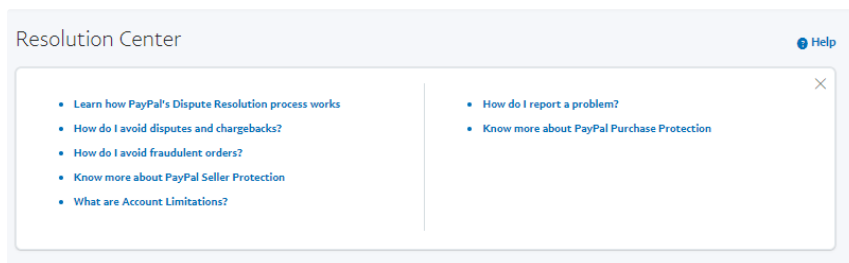 Resolution Center
Help
Learn how PayPal's Dispute Resolution process works
How do I avoid disputes and chargebacks?
How do I avoid fraudulent orders?
Know more about PayPal Seller Protection
What are Account Limitations?
How do I report a problem?
Know more about PayPal Purchase Protection